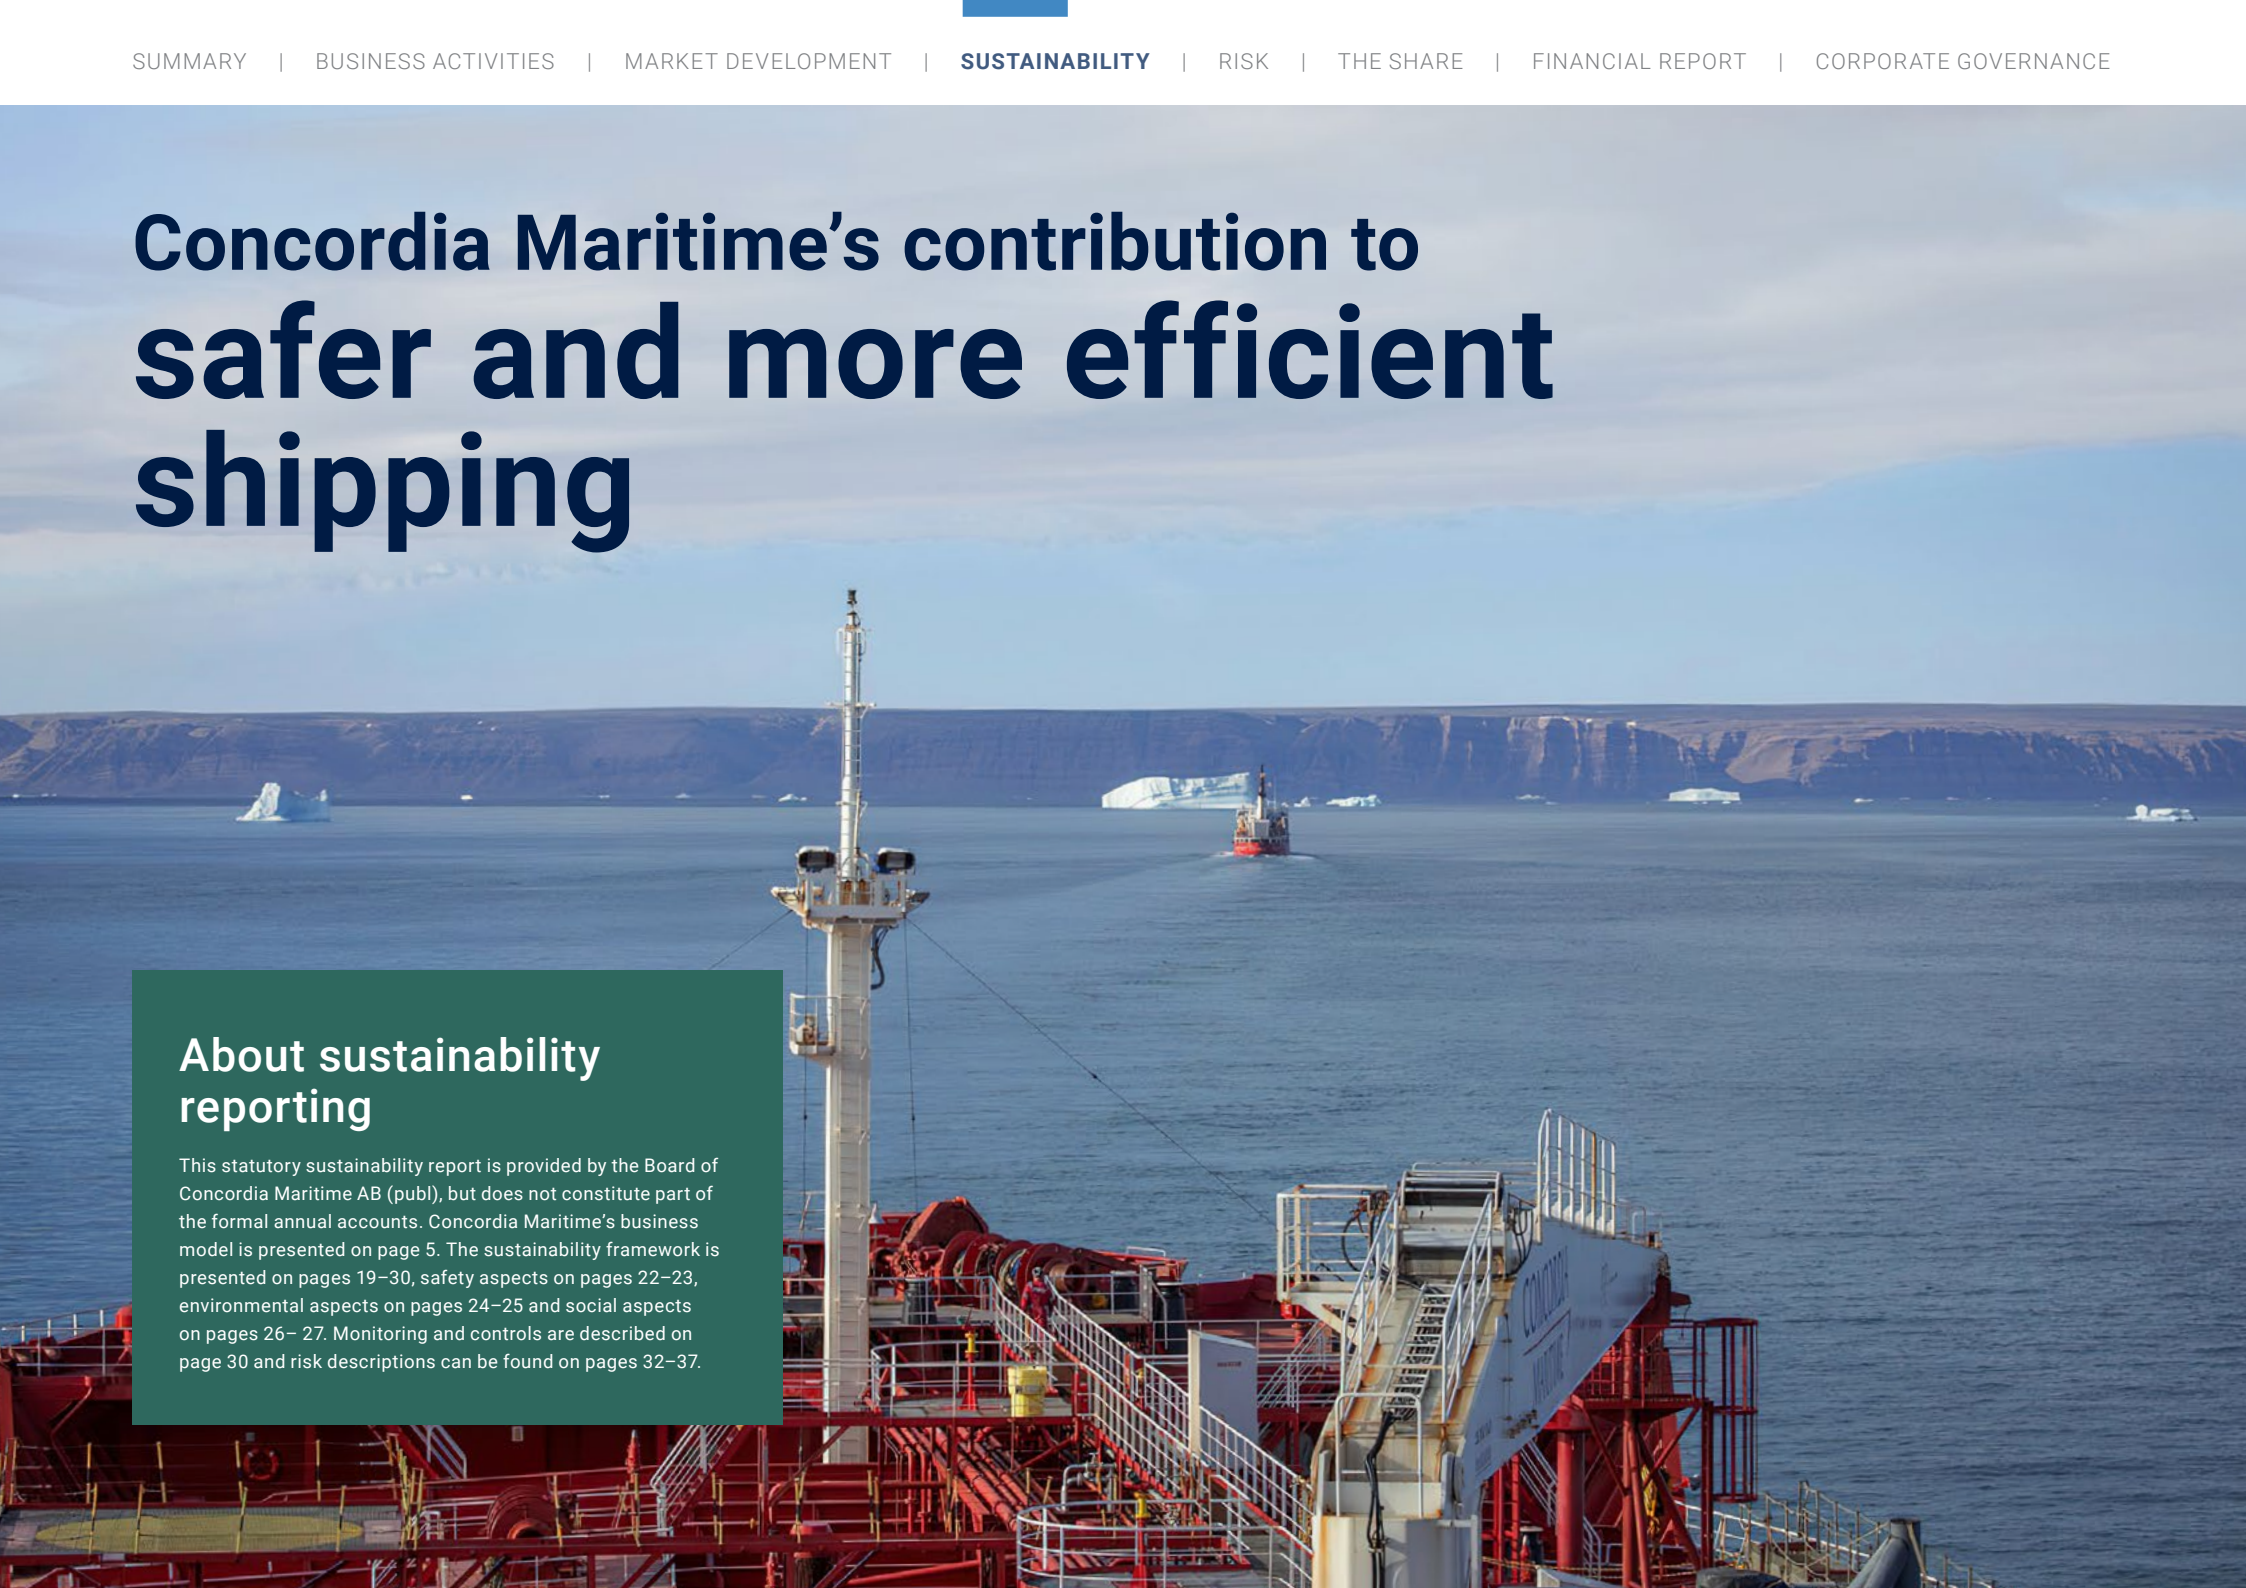 SUMMARY | BUSINESS ACTIVITIES | MARKET DEVELOPMENT | SUSTAINABILITY | RISK | THE SHARE | FINANCIAL REPORT | CORPORATE GOVERNANCE
Concordia Maritime’s contribution to
safer and more efficient
shipping
About sustainability
reporting
This statutory sustainability report is provided by the Board of
Concordia Maritime AB (publ), but does not constitute part of
the formal annual accounts. Concordia Maritime’s business
model is presented on page 5. The sustainability framework is
presented on pages 19–30, safety aspects on pages 22–23,
environmental aspects on pages 24–25 and social aspects
on pages 26– 27. Monitoring and controls are described on
page 30 and risk descriptions can be found on pages 32–37.